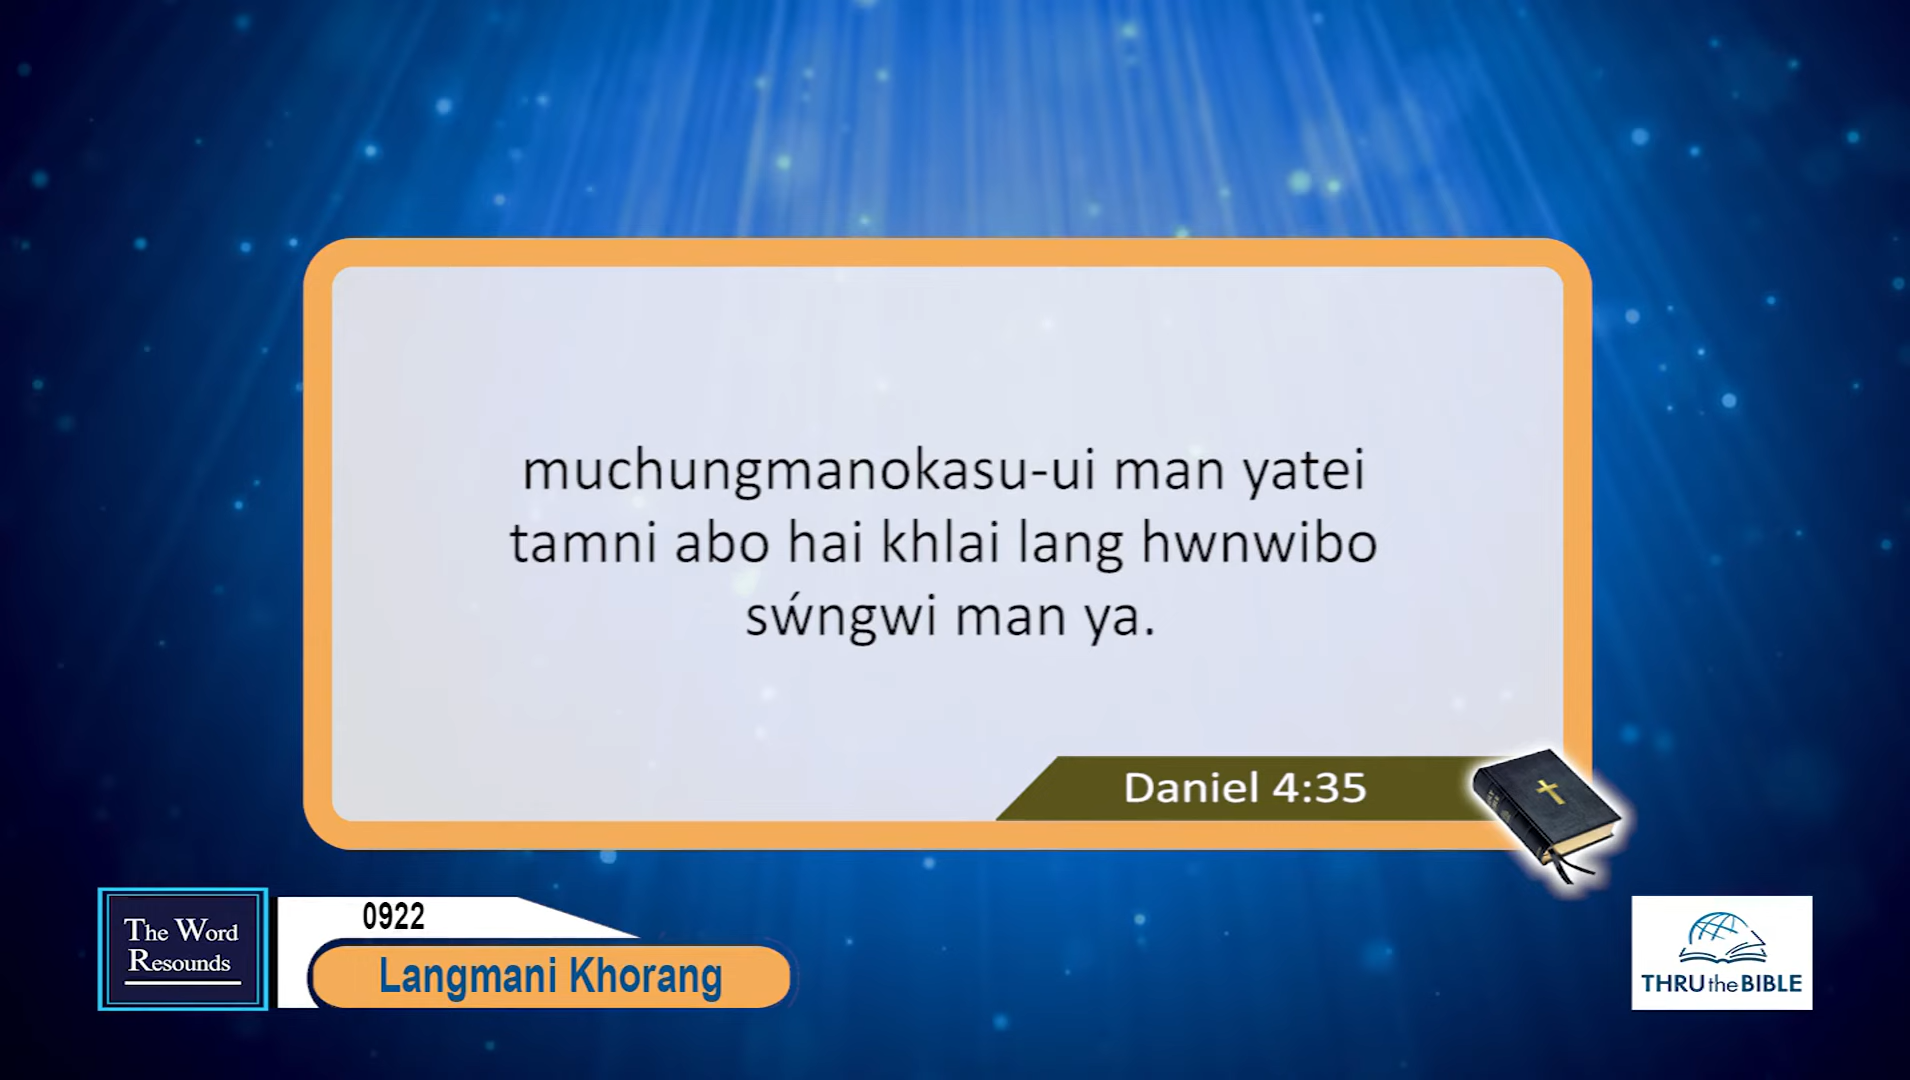 muchungmanokasu-ui man yatei
tamni abo hai khlai lang hwnwibo
sẃngwi man ya.
Daniel 4:35
The Word
Resounds
0922
Langmani Khorang
THRU the BIBLE